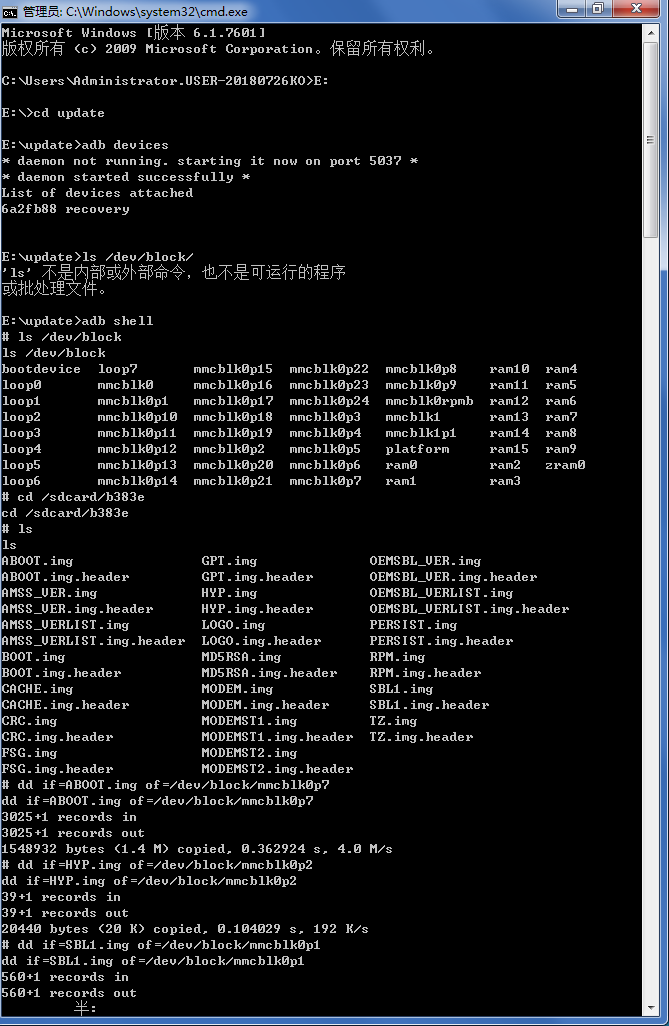 管理员: C:\Windows\system32\cmd.exe
Microsoft Windows [版本 6.1.7601]
版权所有 (c) 2009 Microsoft Corporation。保留所有权利。
C:\Users\Administrator.USER-20180726KO>E:
E:\>cd update
E:\update>adb devices
* daemon not running. starting it now on port 5037 *
* daemon started successfully *
List of devices attached
6a2fb88 recovery
E:\update>ls /dev/block/
'ls' 不是内部或外部命令，也不是可运行的程序
或批处理文件。
E:\update>adb shell
# ls /dev/block
ls /dev/block
bootdevice loop7 mmcblk0p15 mmcblk0p22 mmcblk0p8 ram10 ram4
loop0 mmcblk0 mmcblk0p16 mmcblk0p23 mmcblk0p9 ram11 ram5
loop1 mmcblk0p1 mmcblk0p17 mmcblk0p24 mmcblk0rpmb ram12 ram6
loop2 mmcblk0p10 mmcblk0p18 mmcblk0p3 mmcblk1 ram13 ram7
loop3 mmcblk0p11 mmcblk0p19 mmcblk0p4 mmcblk1p1 ram14 ram8
loop4 mmcblk0p12 mmcblk0p2 mmcblk0p5 platform ram15 ram9
loop5 mmcblk0p13 mmcblk0p20 mmcblk0p6 ram0 ram2 zram0
loop6 mmcblk0p14 mmcblk0p21 mmcblk0p7 ram1 ram3
# cd /sdcard/b383e
cd /sdcard/b383e
# ls
ls
ABOOT.img GPT.img OEMSBL_VER.img
ABOOT.img.header GPT.img.header OEMSBL_VER.img.header
AMSS_VER.img HYP.img OEMSBL_VERLIST.img
AMSS_VER.img.header HYP.img.header OEMSBL_VERLIST.img.header
AMSS_VERLIST.img LOGO.img PERSIST.img
AMSS_VERLIST.img.header LOGO.img.header PERSIST.img.header
BOOT.img MD5RSA.img RPM.img
BOOT.img.header MD5RSA.img.header RPM.img.header
CACHE.img MODEM.img SBL1.img
CACHE.img.header MODEM.img.header SBL1.img.header
CRC.img MODEMST1.img TZ.img
CRC.img.header MODEMST1.img.header TZ.img.header
FSG.img MODEMST2.img
FSG.img.header MODEMST2.img.header
# dd if=ABOOT.img of=/dev/block/mmcblk0p7
dd if=ABOOT.img of=/dev/block/mmcblk0p7
3025+1 records in
3025+1 records out
1548932 bytes (1.4 M) copied, 0.362924 s, 4.0 M/s
# dd if=HYP.img of=/dev/block/mmcblk0p2
dd if=HYP.img of=/dev/block/mmcblk0p2
39+1 records in
39+1 records out
20440 bytes (20 K) copied, 0.104029 s, 192 K/s
# dd if=SBL1.img of=/dev/block/mmcblk0p1
dd if=SBL1.img of=/dev/block/mmcblk0p1
560+1 records in
560+1 records out
半: